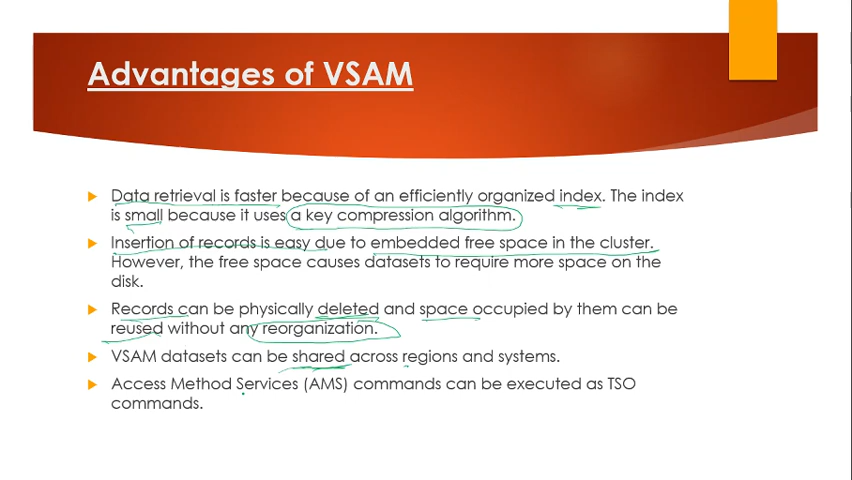 Advantages of VSAM
Data retrieval is faster because of an efficiently organized index. The index
is small because it uses a key compression algorithm.
Insertion of records is easy due to embedded free space in the cluster.
However, the free space causes datasets to require more space on the
disk.
Records can be physically deleted and space occupied by them can be
reused without any reorganization.
VSAM datasets can be shared across regions and systems.
Access Method Services (AMS) commands can be executed as TSO
commands.